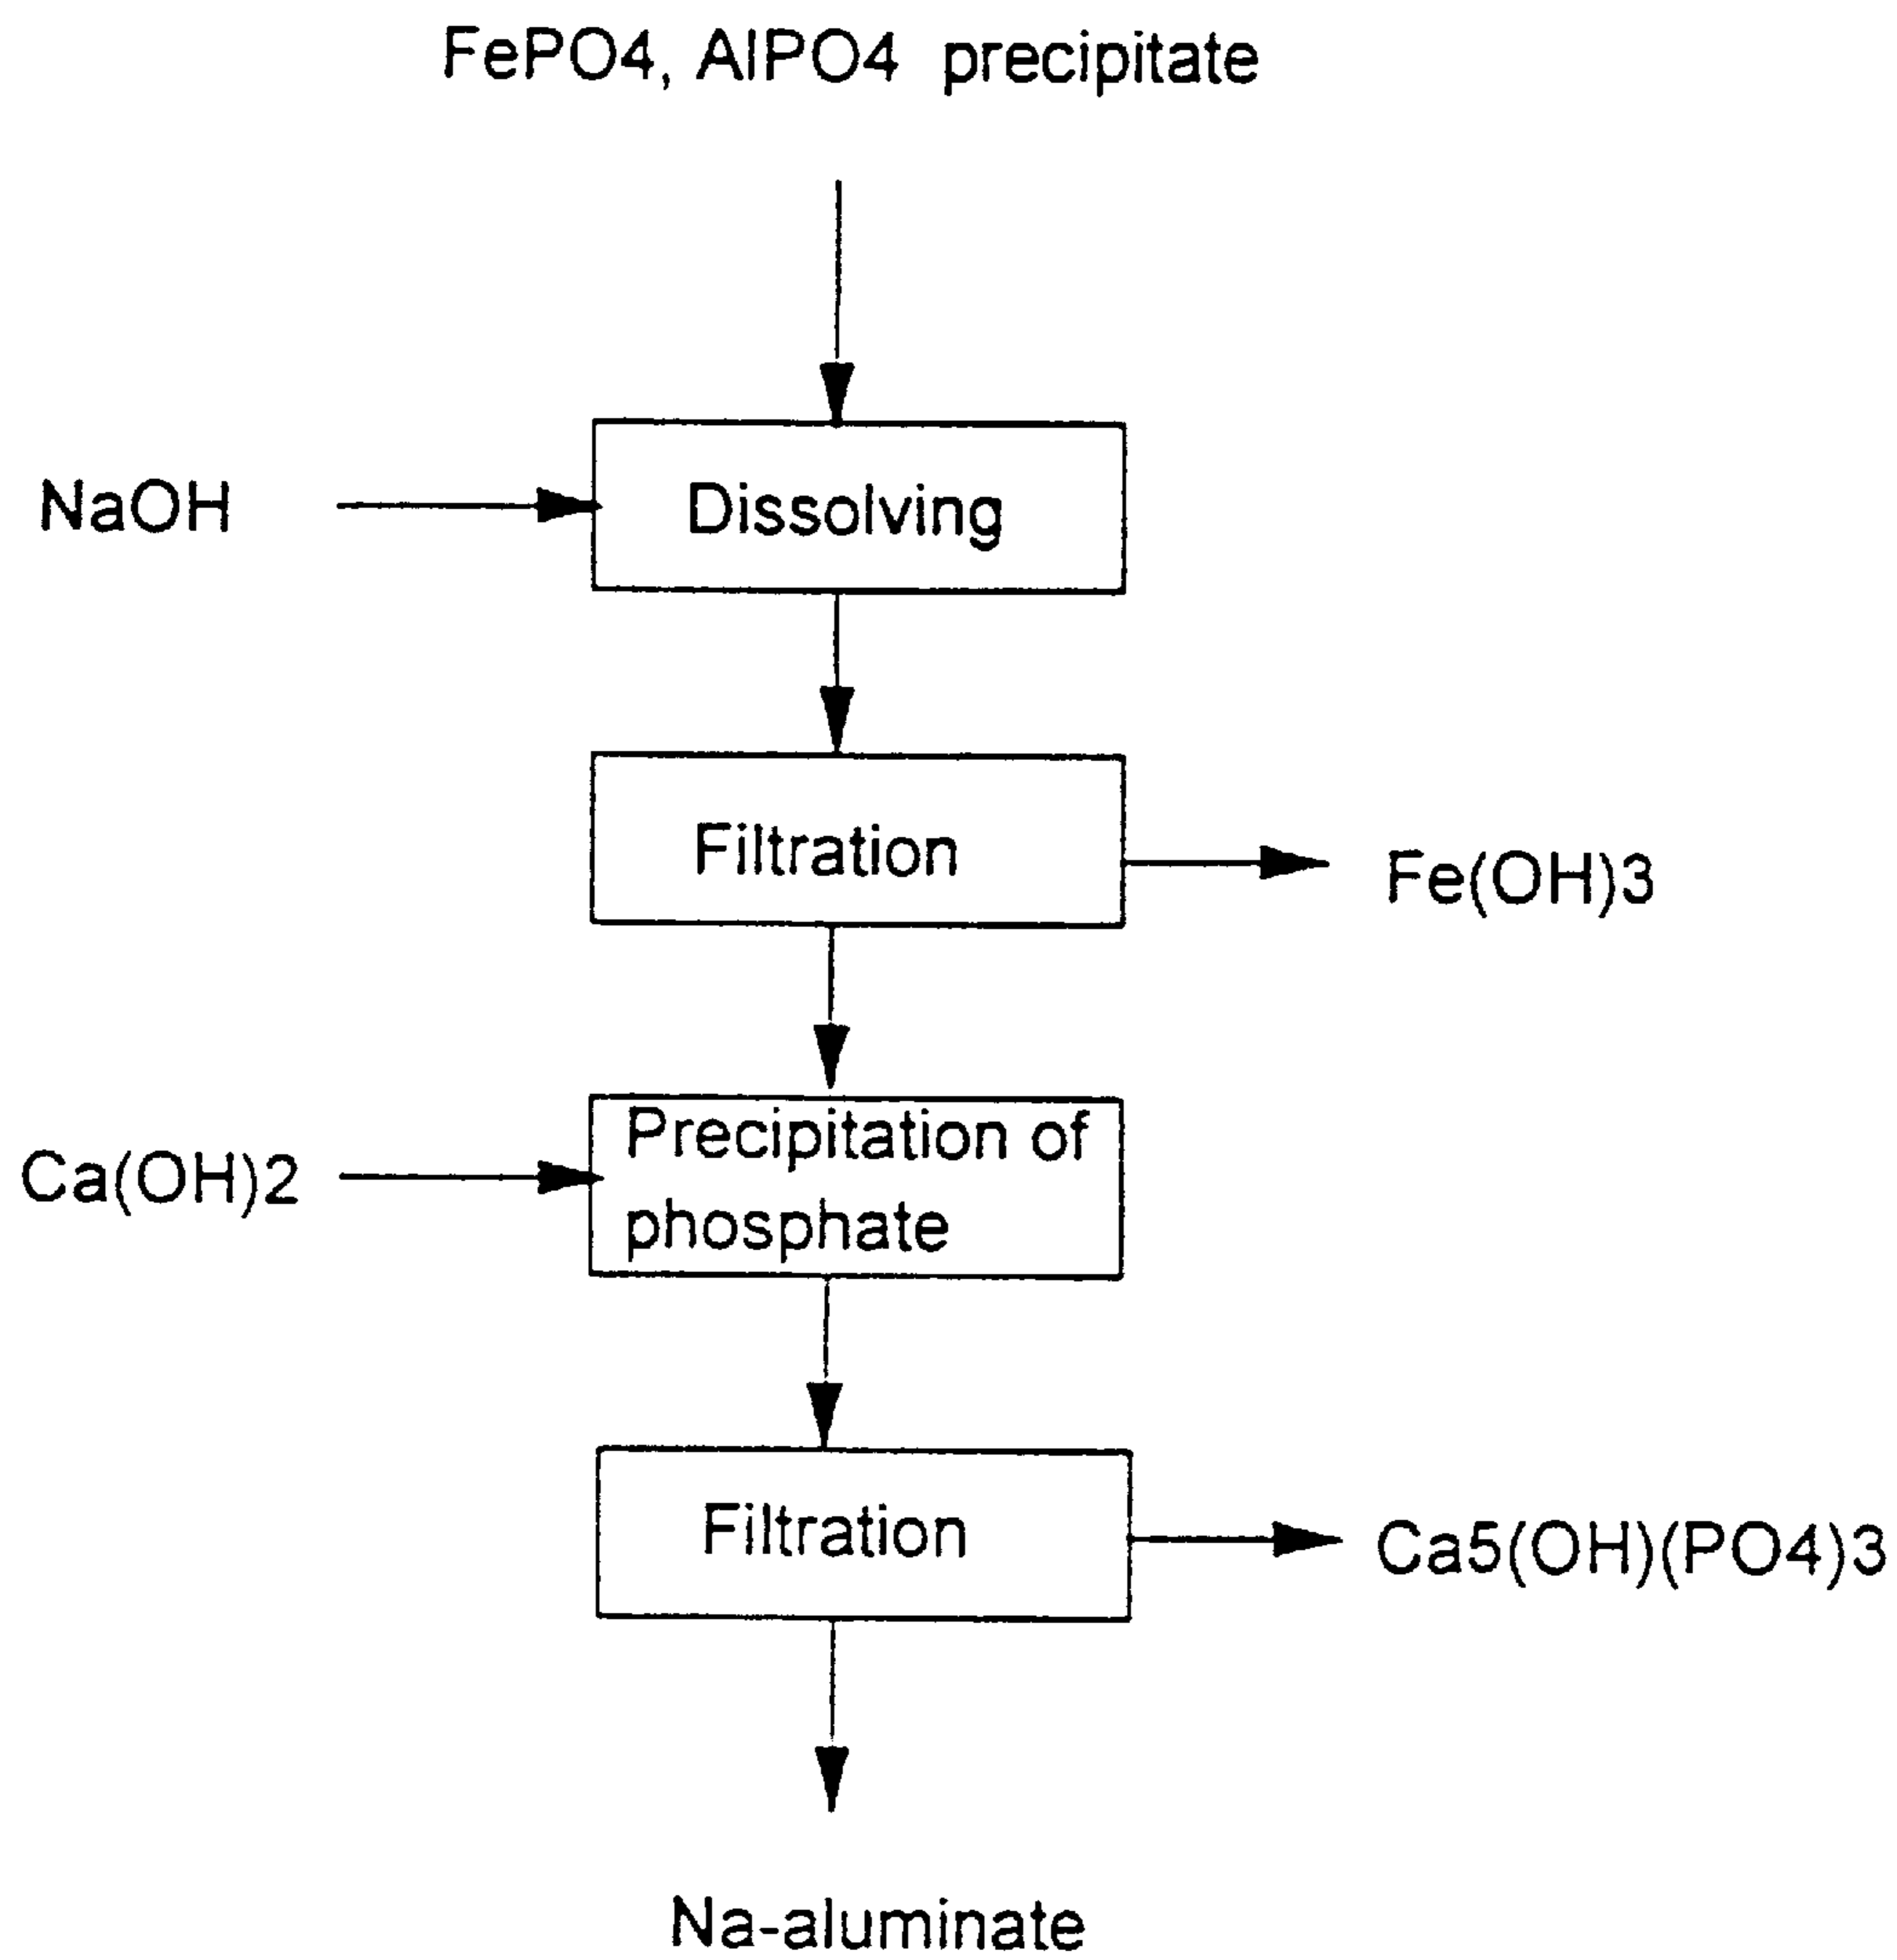 FePO4, AlPO4 precipitate
NaOH
Dissolving
Filtration
Fe(OH)3
Ca(OH)2
Precipitation of
phosphate
Filtration
Ca5(OH)(PO4)3
Na-aluminate